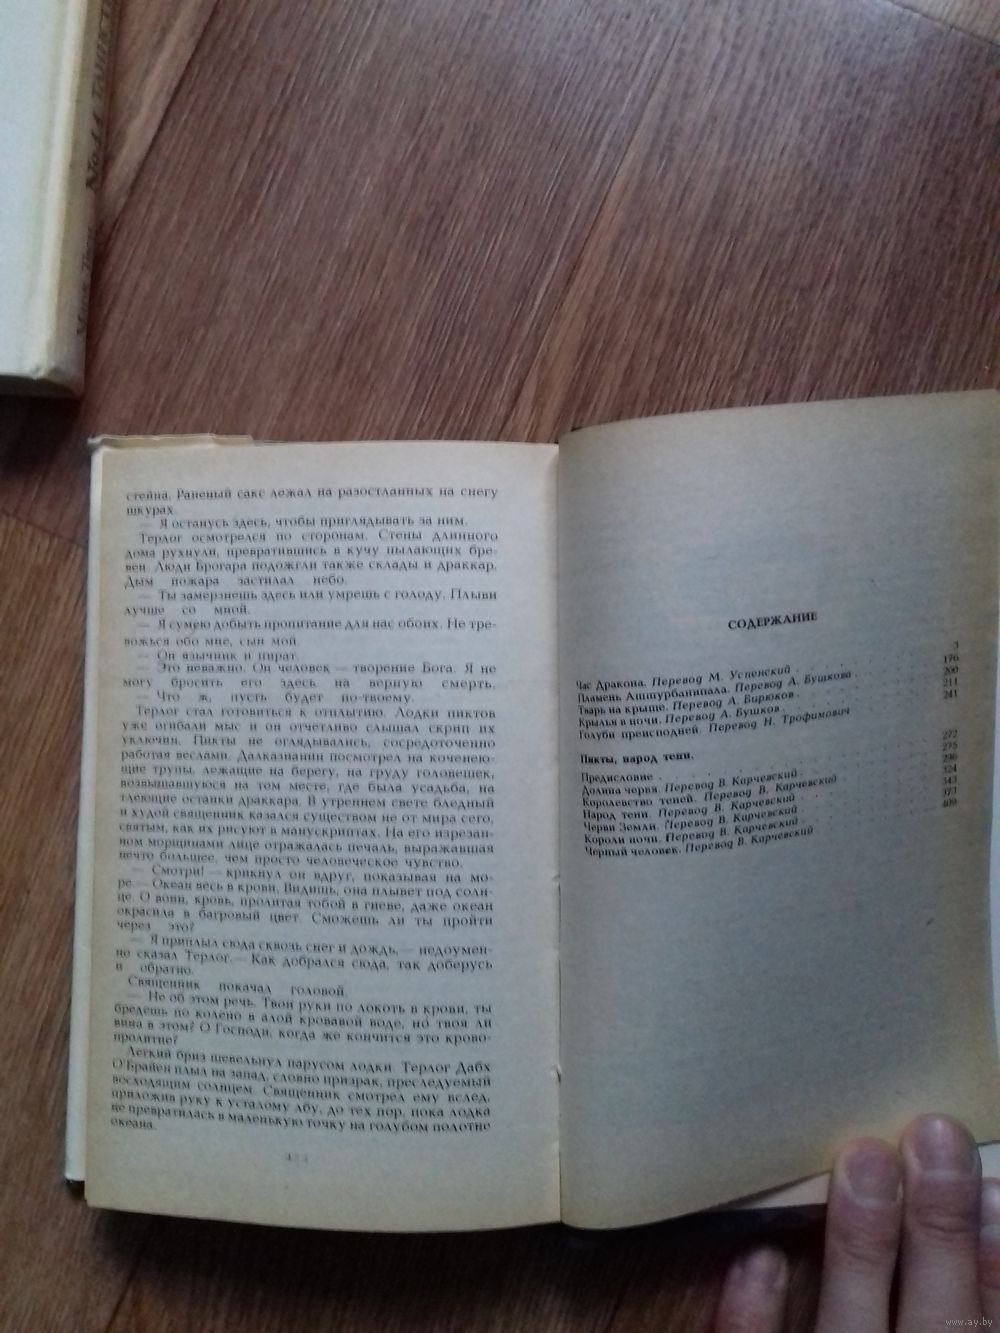 стейна. Раненый сакс лежал на разостланных на снегу
шкурах.
— Я останусь здесь, чтобы приглядывать за ним.
Терлог осмотрелся по сторонам. Стены длинного
дома рухнули, превратившись в кучу пылающих бре-
вен. Люди Брогара подожгли также склады и драккар.
Дым пожара застилал небо.
— Ты замерзнешь здесь или умрешь с голоду. Плыви
лучше со мной.
— Я сумею добыть пропитание для нас обоих. Не тре-
вожься обо мне, сын мой.
— Он язычник и пират.
— Это неважно. Он человек — творение Бога. Я не
могу бросить его здесь на верную смерть.
— Что ж, пусть будет по-твоему.
Терлог стал готовиться к отплытию. Лодки пиктов
уже огибали мыс и он отчетливо слышал скрип их
уключин. Пикты не оглядывались, сосредоточенно
работая веслами. Далказианин посмотрел на коченею-
щие трупы, лежащие на берегу, на груду головешек,
возвышавшуюся на том месте, где была усадьба, на
тлеющие останки драккара. В утреннем свете бледный
и худой священник казался существом не от мира сего,
святым, как их рисуют в манускриптах. На его изрезан-
ном морщинами лице отражалась печаль, выражавшая
нечто большее, чем просто человеческое чувство.
— Смотри! — крикнул он вдруг, показывая на мо-
ре.— Океан весь в крови. Видишь, она плывет под солн-
це. О воин, кровь, пролитая тобой в гневе, даже океан
окрасила в багровый цвет. Сможешь ли ты пройти
через это?
— Я приплыл сюда сквозь снег и дождь,— недоумен-
но сказал Терлог.— Как добрался сюда, так доберусь
и обратно.
Священник покачал головой.
— Не об этом речь. Твои руки по локоть в крови, ты
бредешь по колено в алой кровавой воде, но твоя ли
вина в этом? О Господи, когда же кончится это крово-
пролитие?
Легкий бриз шевельнул парусом лодки. Терлог Дабх
О'Брайен плыл на запад, словно призрак, преследуемый
восходящим солнцем. Священник смотрел ему вслед,
приложив руку к усталому лбу, до тех пор, пока лодка
не превратилась в маленькую точку на голубом полотне
океана.
СОДЕРЖАНИЕ
Час Дракона. Перевод М. Успенский 3
Пламень Ашшурбанипала. Перевод А. Бушкова 176
Тварь на крыше. Перевод А. Бирюков 200
Крылья в ночи. Перевод А. Бушков 211
Голуби преисподней. Перевод Н. Трофимович 241
Пикты, народ тени.
Предисловие 272
Долина червя. Перевод В. Карчевский 275
Королевство теней. Перевод В. Карчевский 296
Народ тени. Перевод В. Карчевский 324
Черви Земли. Перевод В. Карчевский 343
Короли ночи. Перевод В. Карчевский 373
Черный человек. Перевод В. Карчевский 409
www.ay.by